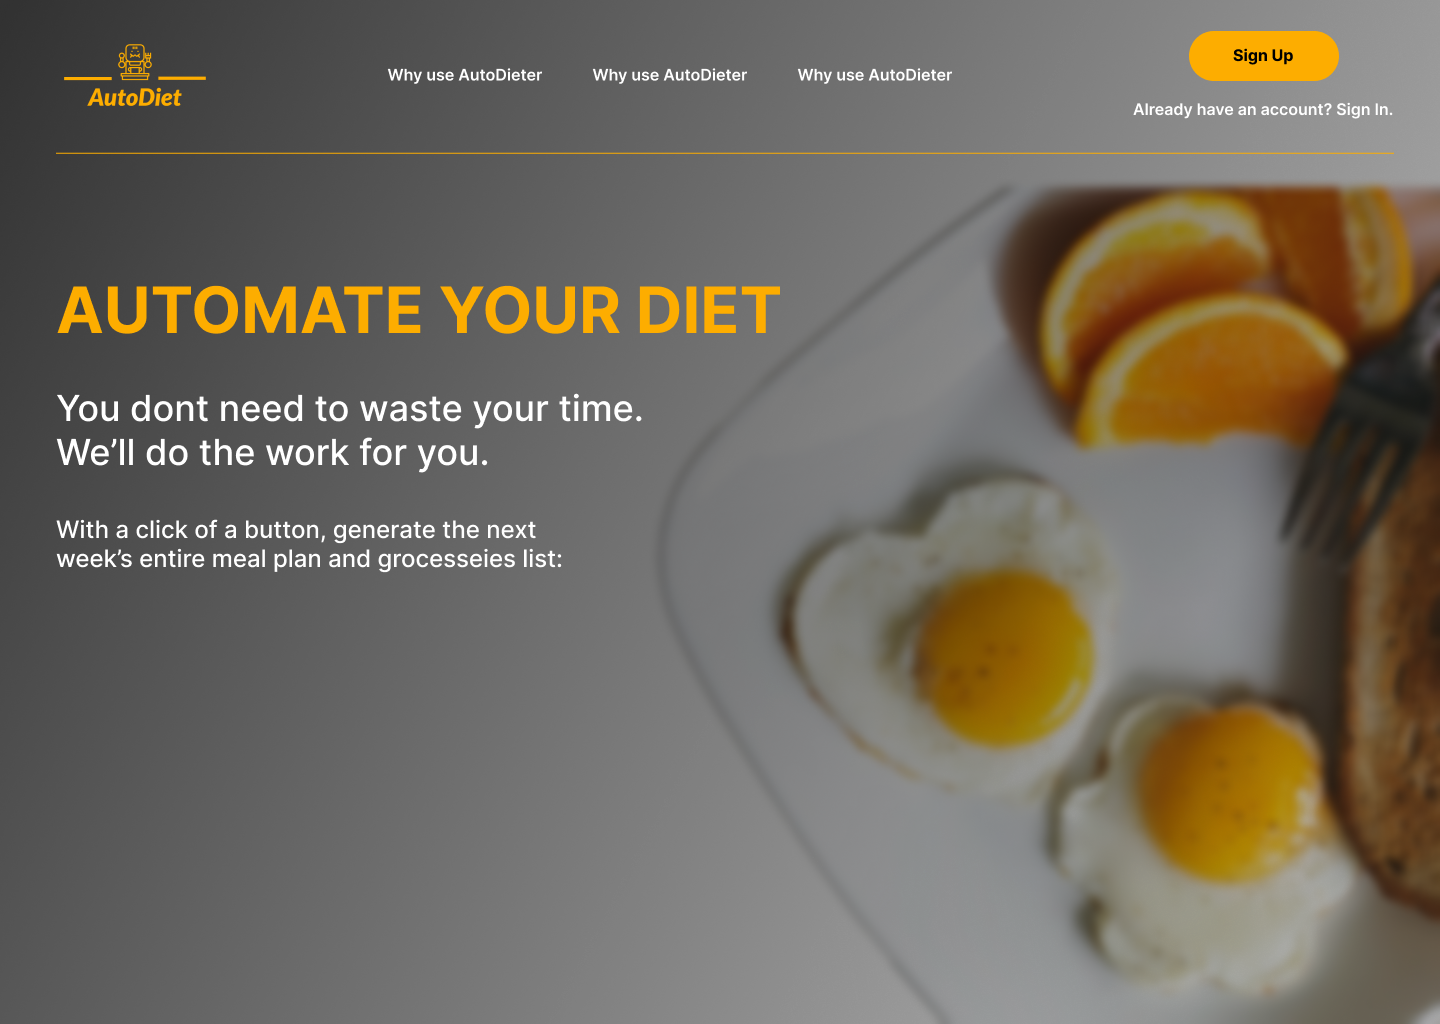 AutoDiet
Why use AutoDieter
Why use AutoDieter
Why use AutoDieter
Sign Up
Already have an account? Sign In.
AUTOMATE YOUR DIET
You dont need to waste your time.
We’ll do the work for you.
With a click of a button, generate the next
week’s entire meal plan and grocesseies list: